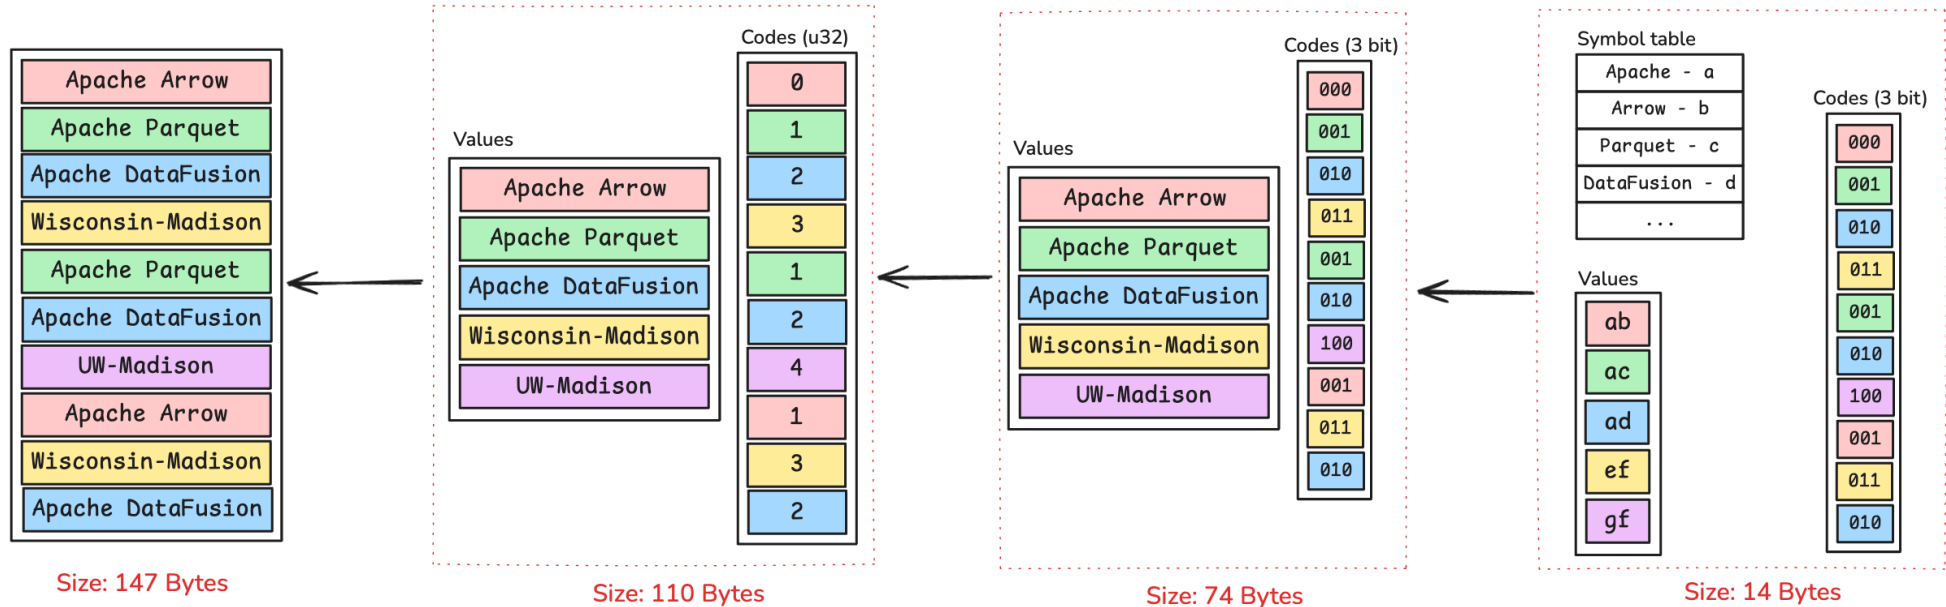 Apache Arrow
Apache Parquet
Apache DataFusion
Wisconsin-Madison
Apache Parquet
Apache DataFusion
UW-Madison
Apache Arrow
Wisconsin-Madison
Apache DataFusion
Size: 147 Bytes
Values
Apache Arrow
Apache Parquet
Apache DataFusion
Wisconsin-Madison
UW-Madison
Codes (u32)
0
1
2
3
1
2
4
1
3
2
Size: 110 Bytes
Values
Apache Arrow
Apache Parquet
Apache DataFusion
Wisconsin-Madison
UW-Madison
Codes (3 bit)
000
001
010
011
001
010
100
001
011
010
Size: 74 Bytes
Symbol table
Apache - a
Arrow - b
Parquet - c
DataFusion - d
...
Values
ab
ac
ad
ef
gf
Codes (3 bit)
000
001
010
011
001
010
100
001
011
010
Size: 14 Bytes